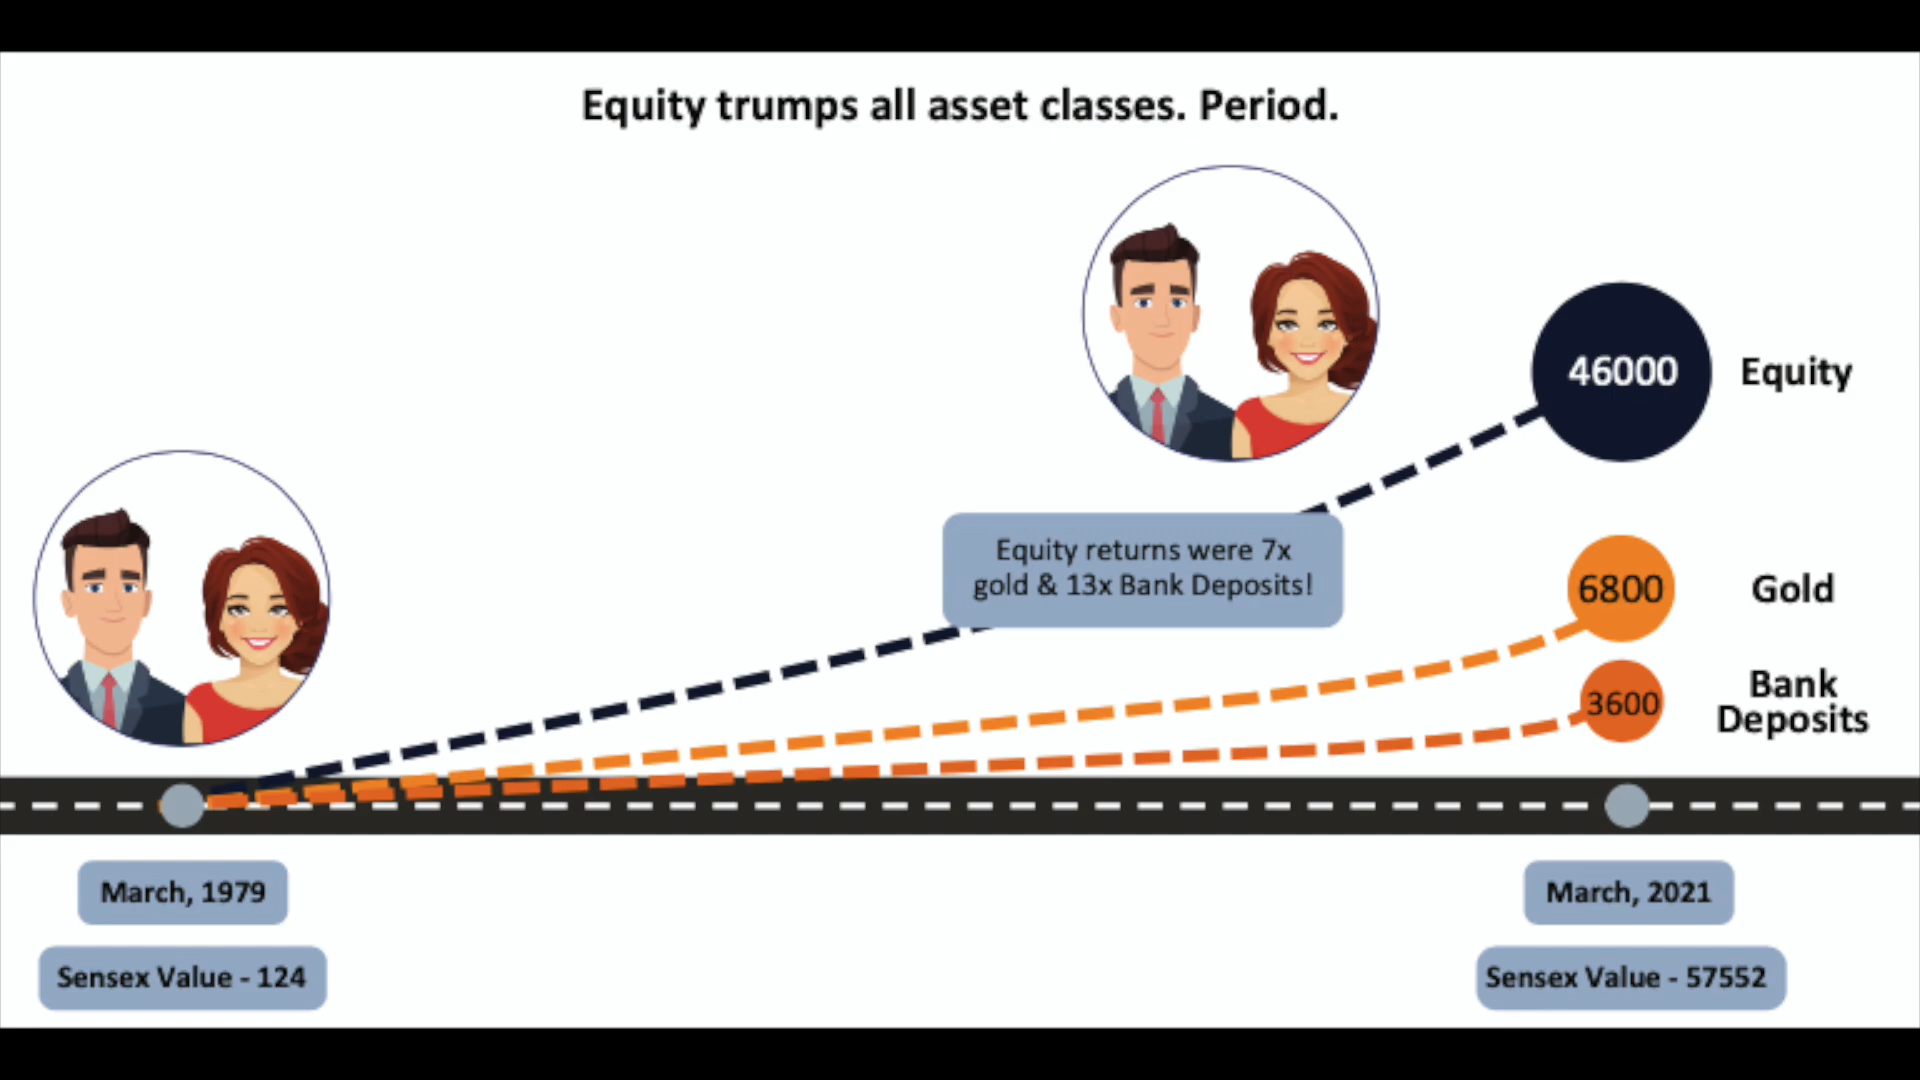 Equity trumps all asset classes. Period.
46000
Equity
Equity returns were 7x
gold & 13x Bank Deposits!
6800
Gold
3600
Bank
Deposits
March, 1979
March, 2021
Sensex Value - 124
Sensex Value - 57552